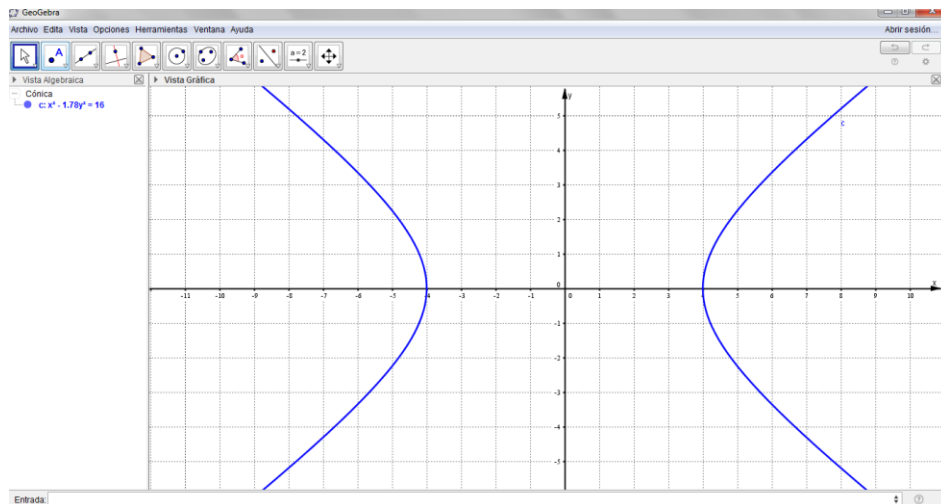 GeoGebra
Archivo Edita Vista Opciones Herramientas Ventana Ayuda
Abrir sesión...
A
a=2
Vista Algebraica
Vista Gráfica
Cónica
c: x² - 1.78y² = 16
y
c
x
5
4
3
2
1
0
-1
-2
-3
-4
-5
-11 -10 -9 -8 -7 -6 -5 -4 -3 -2 -1 0 1 2 3 4 5 6 7 8 9 10
Entrada: